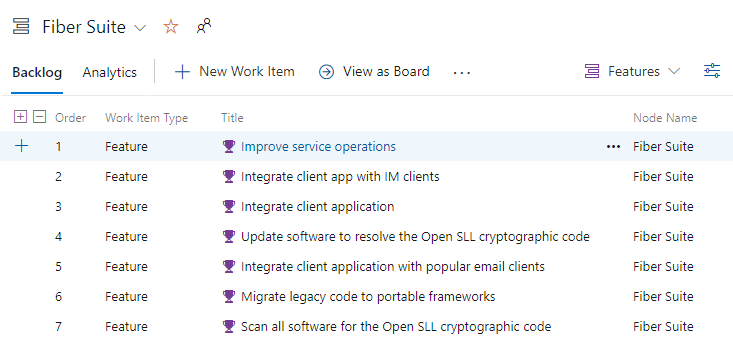 Fiber Suite
Backlog Analytics New Work Item View as Board ... Features
Order Work Item Type Title Node Name
1 Feature Improve service operations ... Fiber Suite
2 Feature Integrate client app with IM clients Fiber Suite
3 Feature Integrate client application Fiber Suite
4 Feature Update software to resolve the Open SLL cryptographic code Fiber Suite
5 Feature Integrate client application with popular email clients Fiber Suite
6 Feature Migrate legacy code to portable frameworks Fiber Suite
7 Feature Scan all software for the Open SLL cryptographic code Fiber Suite